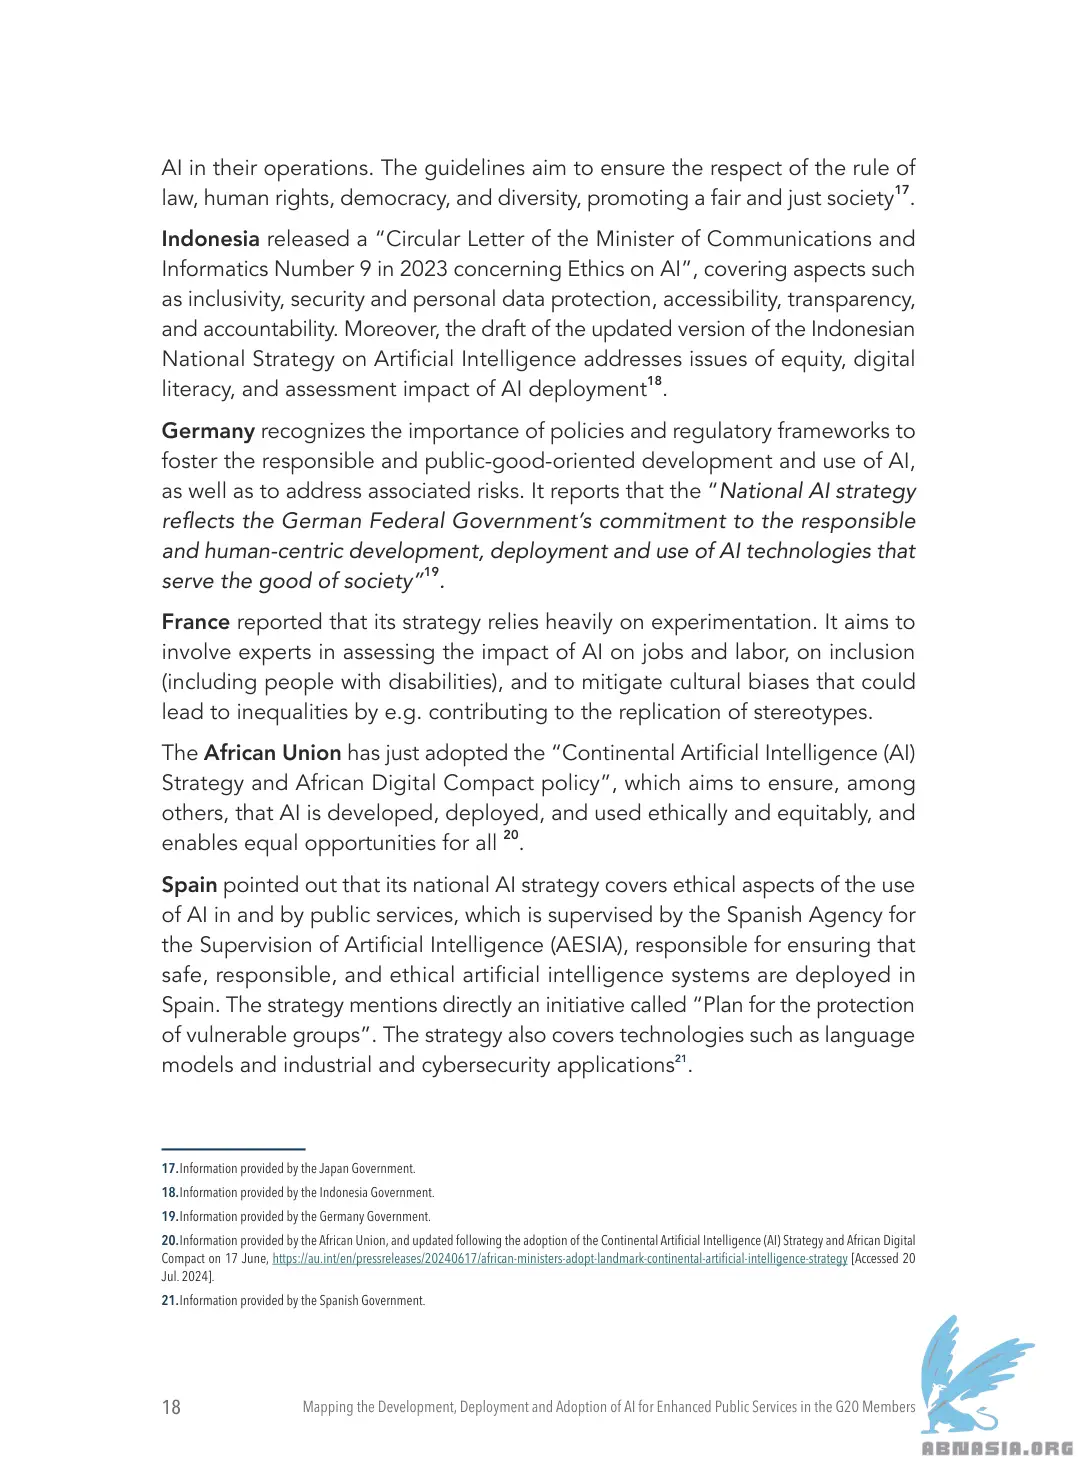 AI in their operations. The guidelines aim to ensure the respect of the rule of
law, human rights, democracy, and diversity, promoting a fair and just society17.
Indonesia released a “Circular Letter of the Minister of Communications and
Informatics Number 9 in 2023 concerning Ethics on AI”, covering aspects such
as inclusivity, security and personal data protection, accessibility, transparency,
and accountability. Moreover, the draft of the updated version of the Indonesian
National Strategy on Artificial Intelligence addresses issues of equity, digital
literacy, and assessment impact of AI deployment18.
Germany recognizes the importance of policies and regulatory frameworks to
foster the responsible and public-good-oriented development and use of AI,
as well as to address associated risks. It reports that the “National AI strategy
reflects the German Federal Government’s commitment to the responsible
and human-centric development, deployment and use of AI technologies that
serve the good of society”19.
France reported that its strategy relies heavily on experimentation. It aims to
involve experts in assessing the impact of AI on jobs and labor, on inclusion
(including people with disabilities), and to mitigate cultural biases that could
lead to inequalities by e.g. contributing to the replication of stereotypes.
The African Union has just adopted the “Continental Artificial Intelligence (AI)
Strategy and African Digital Compact policy”, which aims to ensure, among
others, that AI is developed, deployed, and used ethically and equitably, and
enables equal opportunities for all 20.
Spain pointed out that its national AI strategy covers ethical aspects of the use
of AI in and by public services, which is supervised by the Spanish Agency for
the Supervision of Artificial Intelligence (AESIA), responsible for ensuring that
safe, responsible, and ethical artificial intelligence systems are deployed in
Spain. The strategy mentions directly an initiative called “Plan for the protection
of vulnerable groups”. The strategy also covers technologies such as language
models and industrial and cybersecurity applications21.
17.Information provided by the Japan Government.
18.Information provided by the Indonesia Government.
19.Information provided by the Germany Government.
20.Information provided by the African Union, and updated following the adoption of the Continental Artificial Intelligence (AI) Strategy and African Digital
Compact on 17 June, https://au.int/en/pressreleases/20240617/african-ministers-adopt-landmark-continental-artificial-intelligence-strategy [Accessed 20
Jul. 2024].
21.Information provided by the Spanish Government.
18 Mapping the Development, Deployment and Adoption of AI for Enhanced Public Services in the G20 Members
ABNASIA.ORG